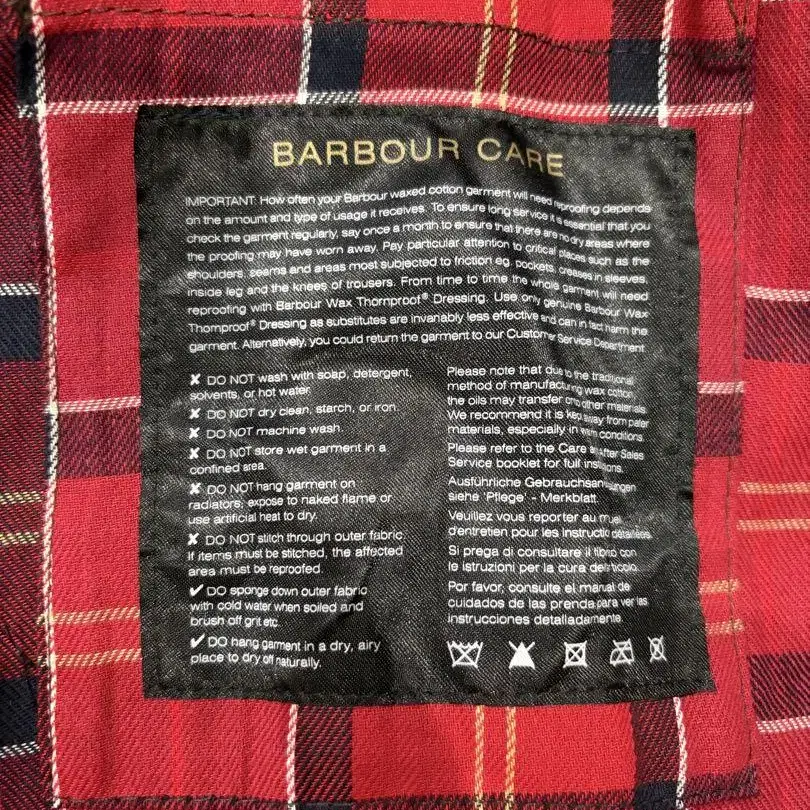 BARBOUR CARE
IMPORTANT: How often your Barbour waxed cotton garment will need reproofing depends
on the amount and type of usage it receives. To ensure long service it is essential that you
check the garment regularly, say once a month to ensure that there are no dry areas where
the proofing may have worn away. Pay particular attention to critical places such as the
shoulders, seams and areas most subjected to friction eg. pockets, creases in sleeves,
inside leg and the knees of trousers. From time to time the whole garment will need
reproofing with Barbour Wax Thornproof® Dressing. Use only genuine Barbour Wax
Thornproof® Dressing as substitutes are invariably less effective and can in fact harm the
garment. Alternatively, you could return the garment to our Customer Service Department
✘ DO NOT wash with soap, detergent,
solvents, or hot water.
✘ DO NOT dry clean, starch, or iron.
✘ DO NOT machine wash.
✘ DO NOT store wet garment in a
confined area.
✘ DO NOT hang garment on
radiators, expose to naked flame or
use artificial heat to dry.
✘ DO NOT stitch through outer fabric.
If items must be stitched, the affected
area must be reproofed.
✔ DO sponge down outer fabric
with cold water when soiled and
brush off grit etc.
✔ DO hang garment in a dry, airy
place to dry off naturally.
Please note that due to the traditional
method of manufacturing wax cotton,
the oils may transfer onto other materials.
We recommend it is kept away from paler
materials, especially in warm conditions.
Please refer to the Care and After Sales
Service booklet for full
Ausführliche Gebrauchsanweisungen
siehe 'Pflege' - Merkblatt.
Veuillez vous reporter au
d'entretien pour les instructions détaillées.
Si prega di consultare il libro con
le istruzioni per la cura
Por favor, consulte el manual de
cuidados de las prenda para ver las
instrucciones detalladamente.